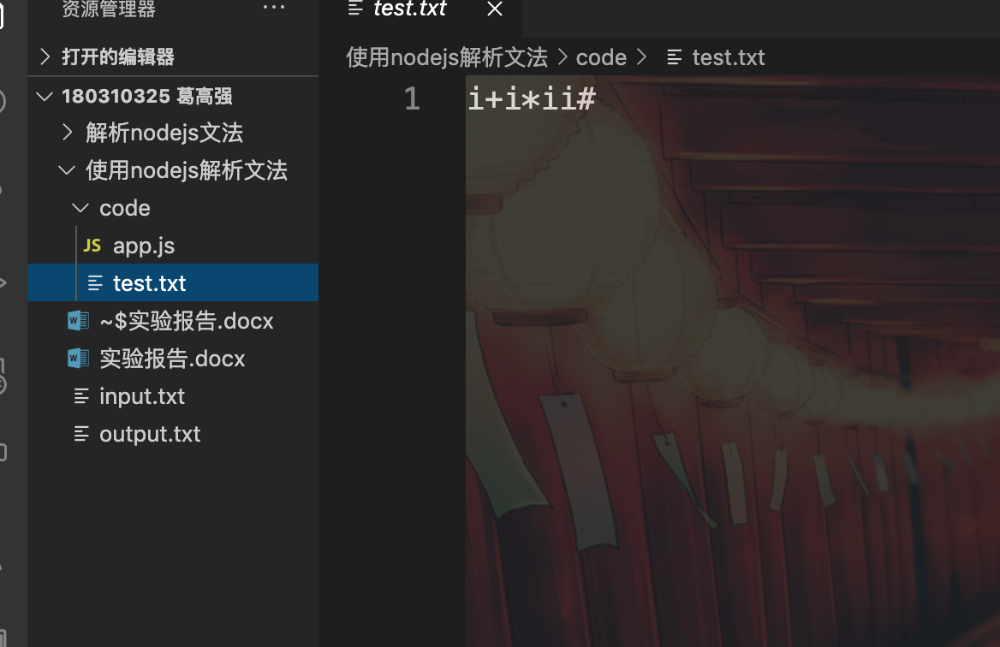 资源管理器 ···
test.txt
打开的编辑器
使用nodejs解析文法 > code > test.txt
180310325 葛高强
1 i+i*ii#
解析nodejs文法
使用nodejs解析文法
code
JS app.js
test.txt
W ~$实验报告.docx
W 实验报告.docx
input.txt
output.txt